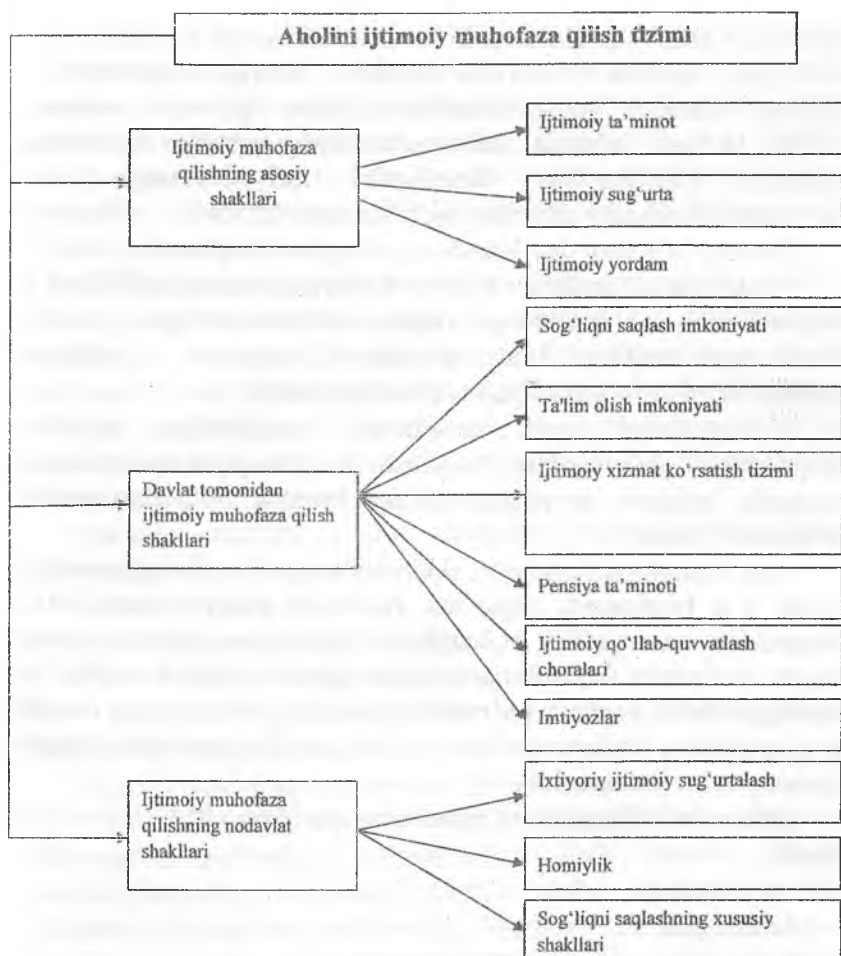 Aholini ijtimoiy muhofaza qiiish tizimi
Ijtimoiy muhofaza
qilishning asosiy
shakllari
Ijtimoiy ta’minot
Ijtimoiy sug‘urta
Ijtimoiy yordam
Davlat tomonidan
ijtimoiy muhofaza qilish
shakllari
Sog‘liqni saqlash imkoniyati
Ta'lim olish imkoniyati
Ijtimoiy xizmat ko‘rsatish tizimi
Pensiya ta’minoti
Ijtimoiy qo‘llab-quvvatlash
choralari
Imtiyozlar
Ijtimoiy muhofaza
qilishning nodavlat
shakllari
Ixtiyoriy ijtimoiy sug‘urtalash
Homiylik
Sog‘liqni saqlashning xususiy
shakllari